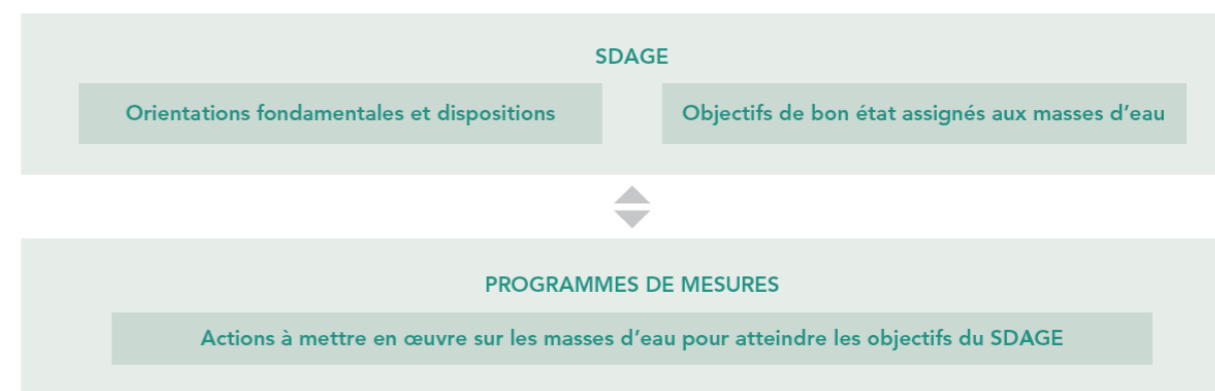 SDAGE
Orientations fondamentales et dispositions
Objectifs de bon état assignés aux masses d'eau
PROGRAMMES DE MESURES
Actions à mettre en œuvre sur les masses d'eau pour atteindre les objectifs du SDAGE